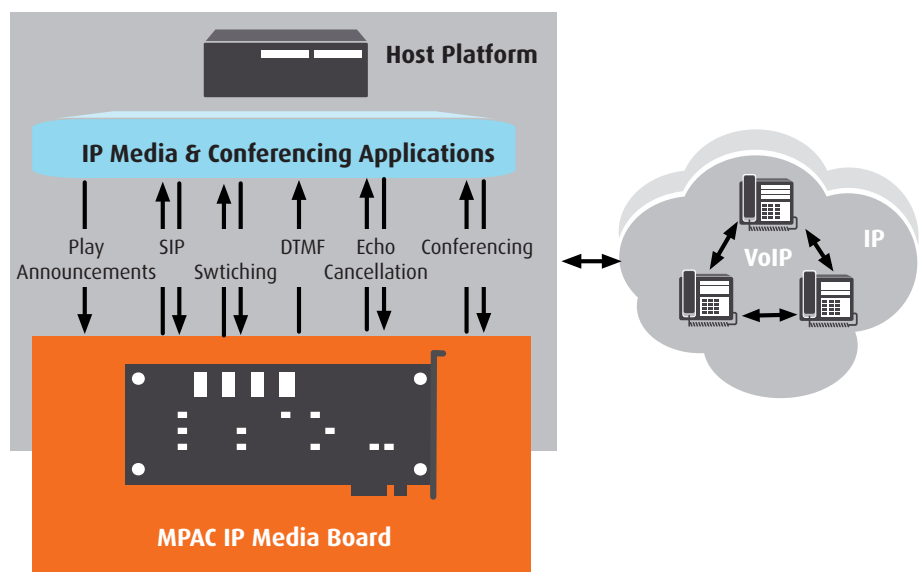 Host Platform
IP Media & Conferencing Applications
Play
Announcements
SIP
Swtiching
DTMF
Echo
Cancellation
Conferencing
IP
VoIP
MPAC IP Media Board